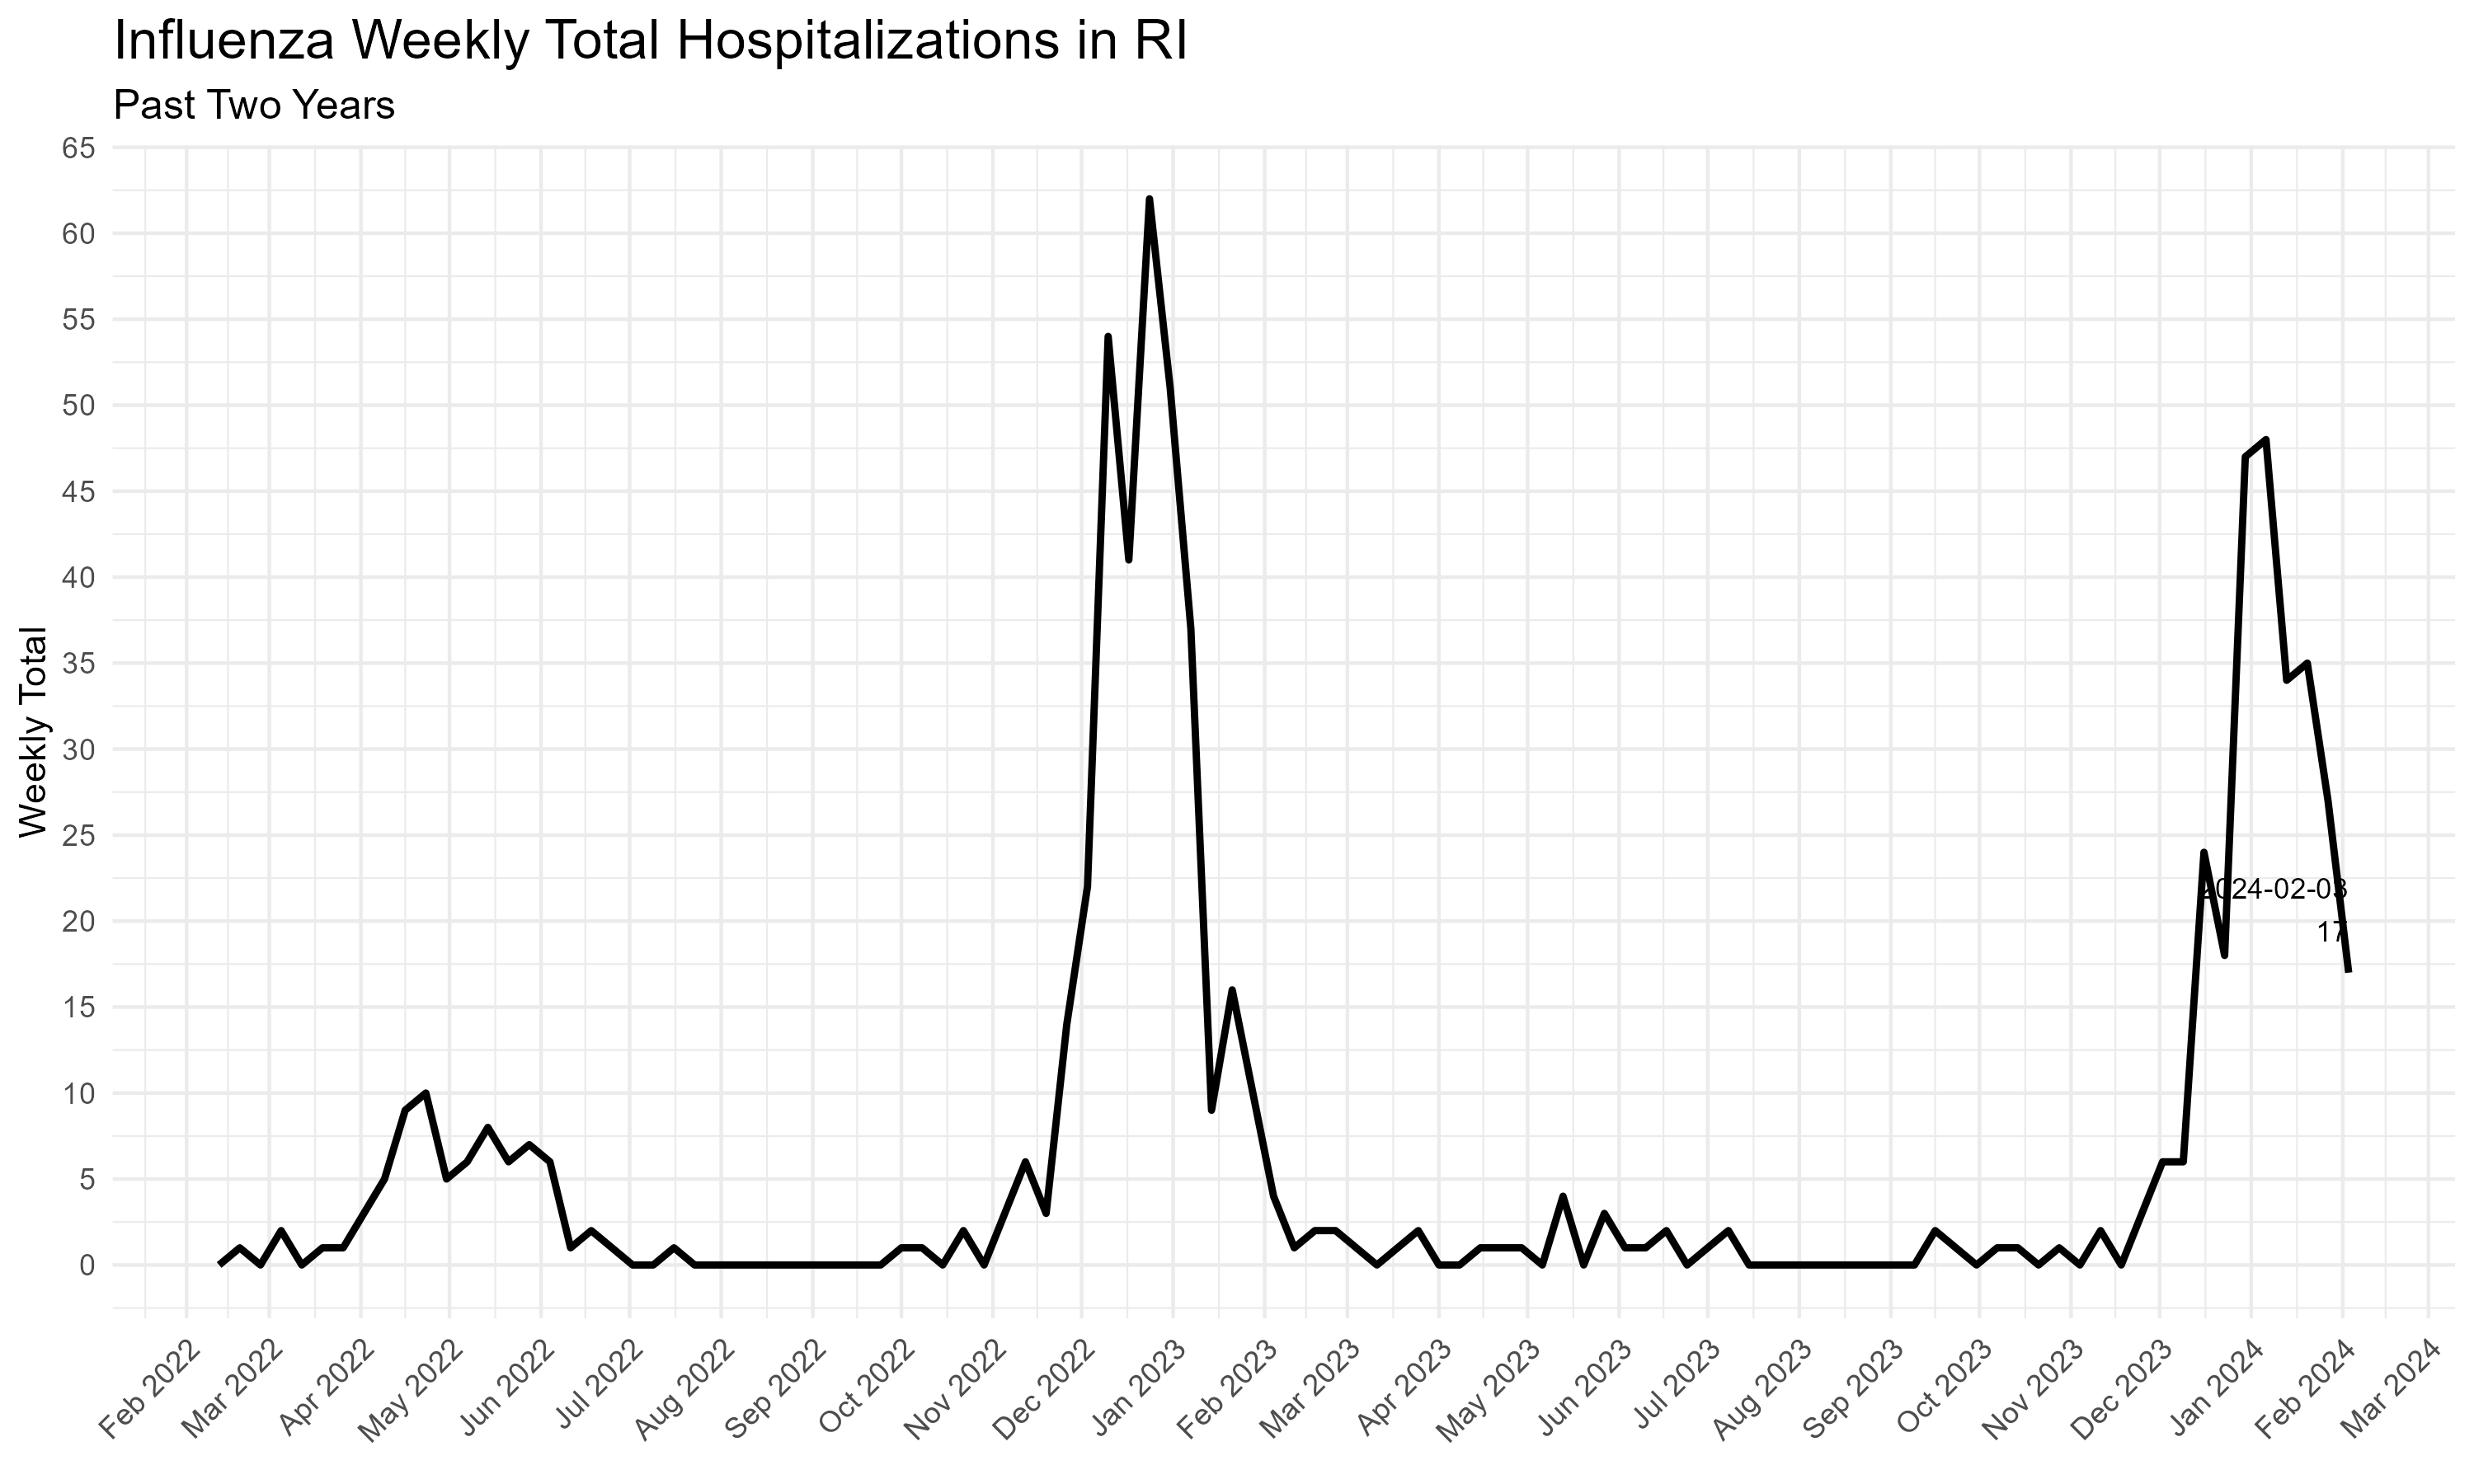 Influenza Weekly Total Hospitalizations in RI
Past Two Years
Weekly Total
65
60
55
50
45
40
35
30
25
20
15
10
5
0
2024-02-03
17
Feb 2022
Mar 2022
Apr 2022
May 2022
Jun 2022
Jul 2022
Aug 2022
Sep 2022
Oct 2022
Nov 2022
Dec 2022
Jan 2023
Feb 2023
Mar 2023
Apr 2023
May 2023
Jun 2023
Jul 2023
Aug 2023
Sep 2023
Oct 2023
Nov 2023
Dec 2023
Jan 2024
Feb 2024
Mar 2024